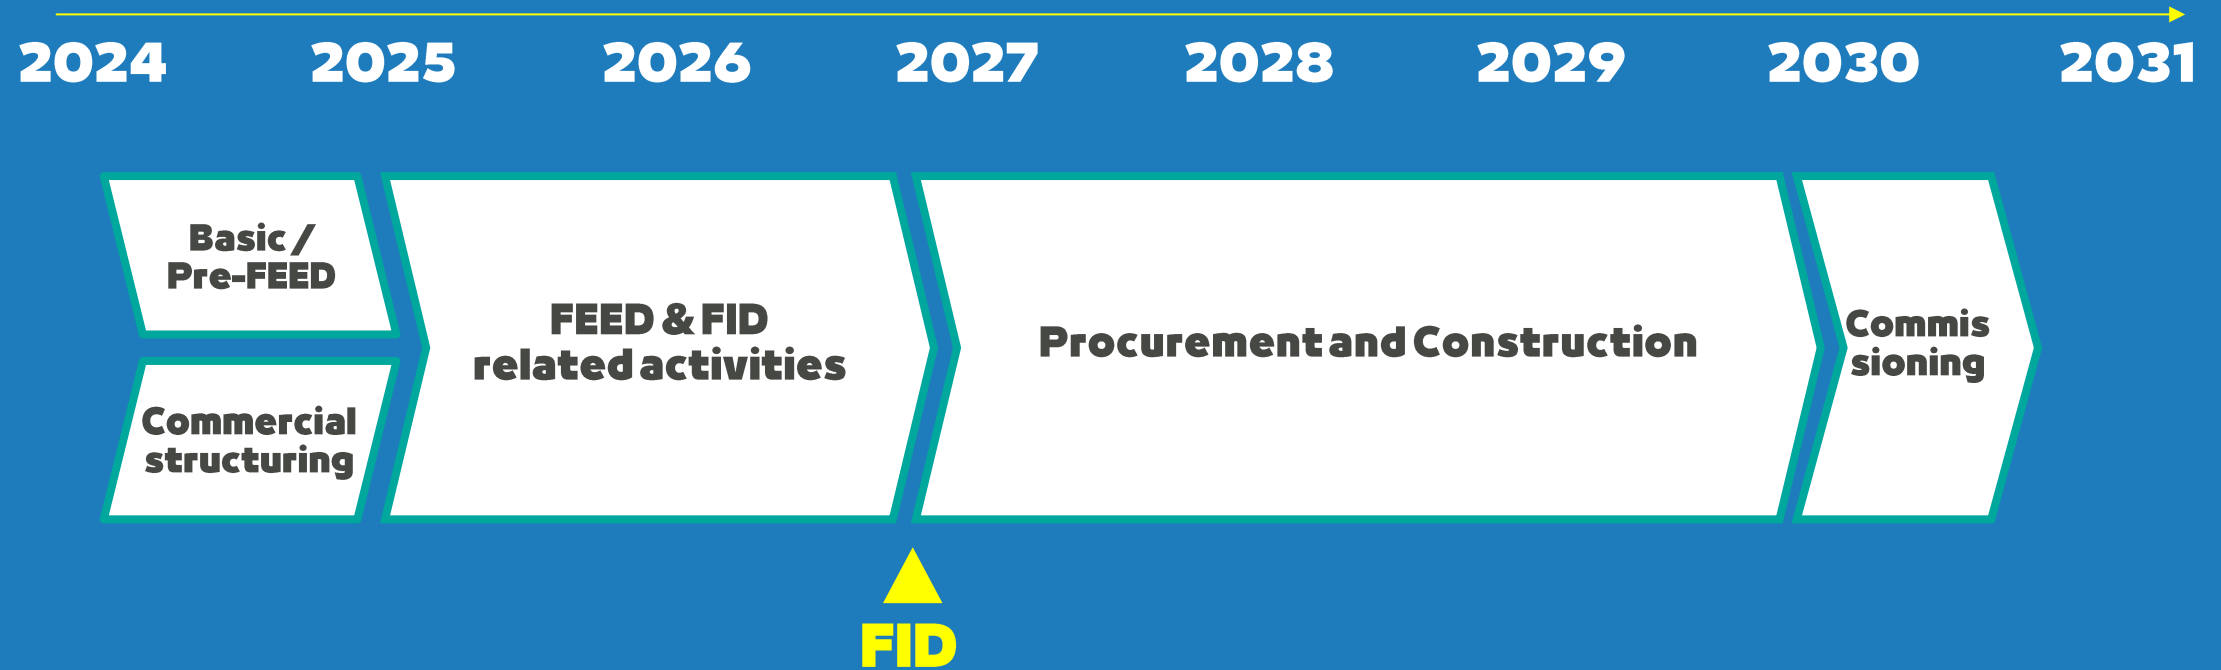 2024 2025 2026 2027 2028 2029 2030 2031
Basic /
Pre-FEED
Commercial
structuring
FEED & FID
related activities
Procurement and Construction
Commis
sioning
FID